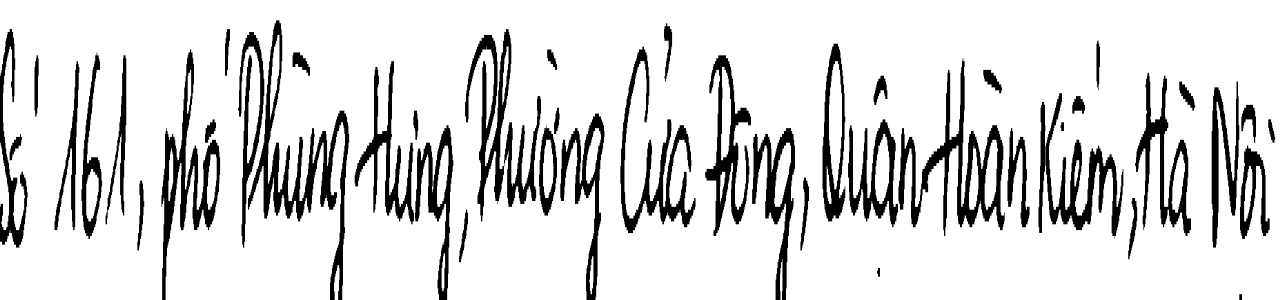 Số 161, phố Phùng Hưng, Phường Cửa Đông, Quận Hoàn Kiếm, Hà Nội